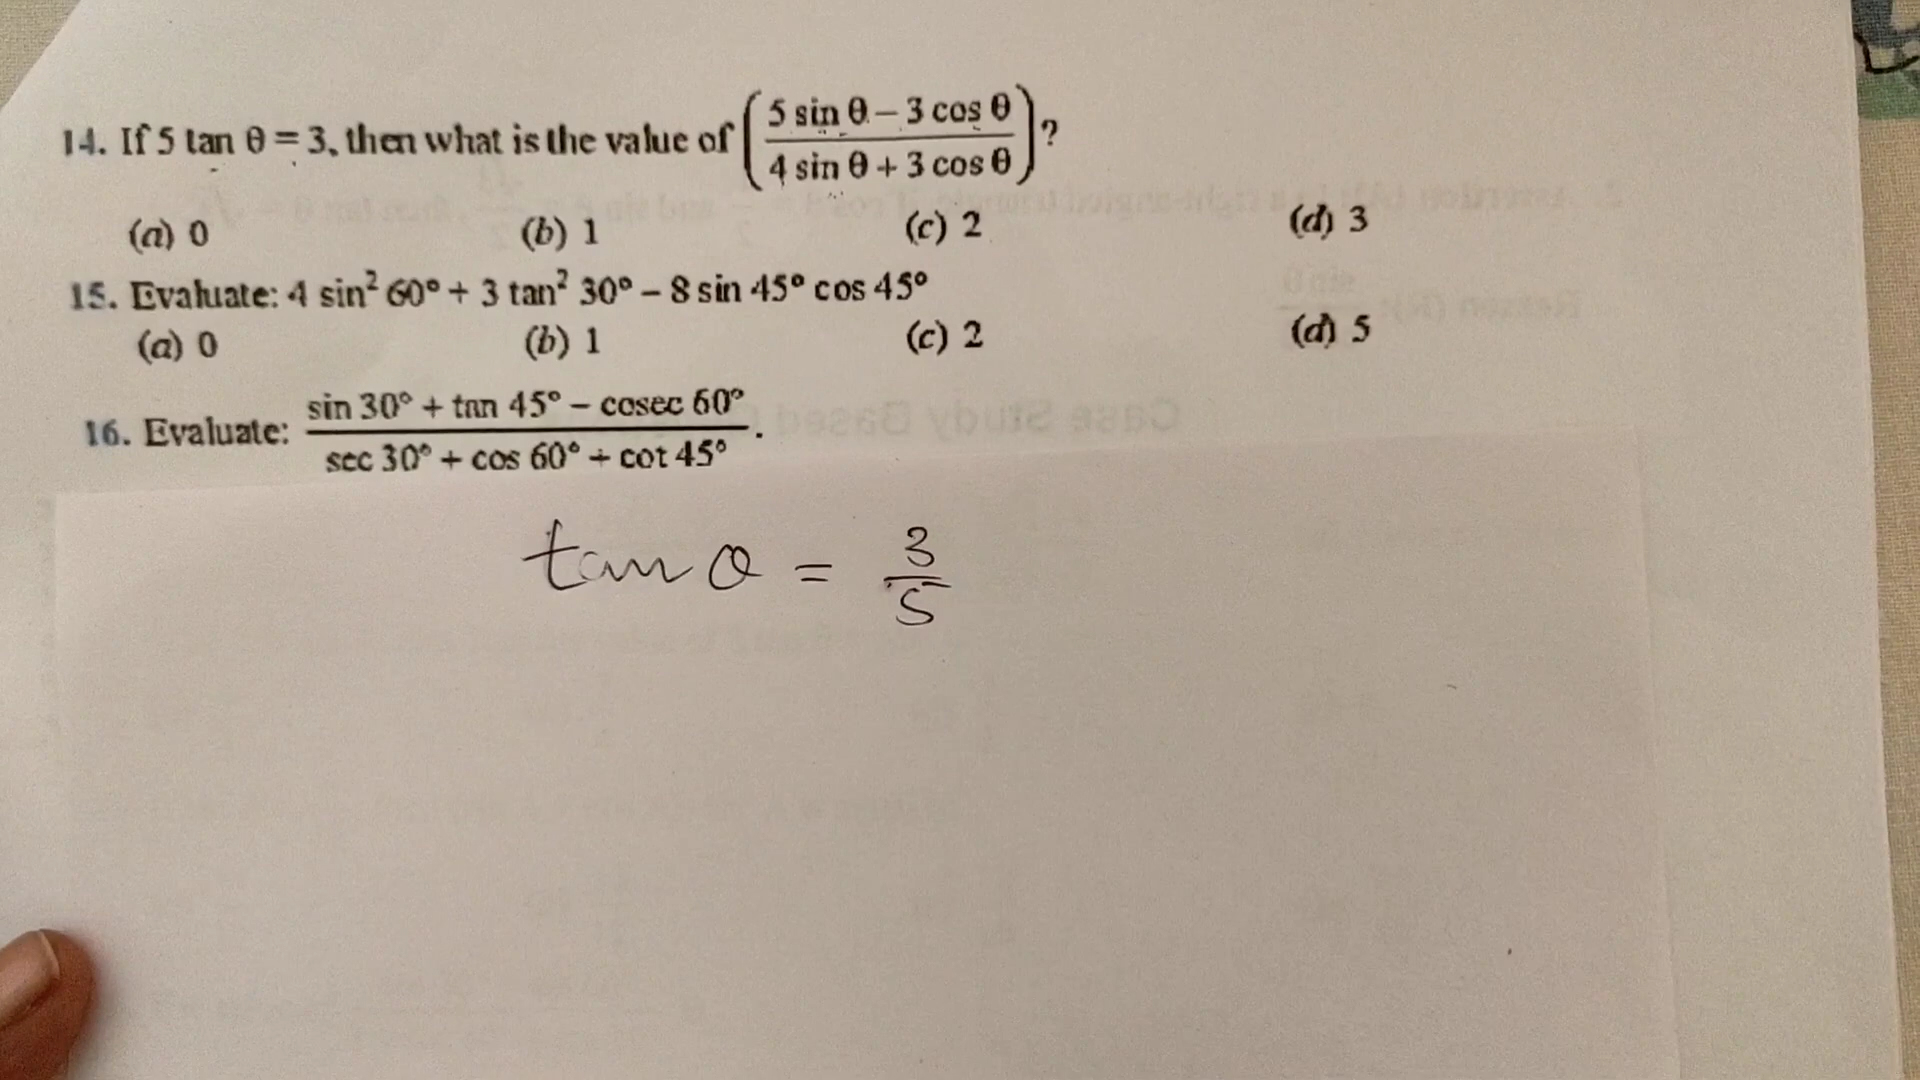 14. If 5 tan θ = 3, then what is the value of (5 sin θ – 3 cos θ / 4 sin θ + 3 cos θ)?
(a) 0 (b) 1 (c) 2 (d) 3
15. Evaluate: 4 sin² 60° + 3 tan² 30° – 8 sin 45° cos 45°
(a) 0 (b) 1 (c) 2 (d) 5
16. Evaluate: sin 30° + tan 45° – cosec 60° / sec 30° + cos 60° + cot 45°.
tan θ = 3/5